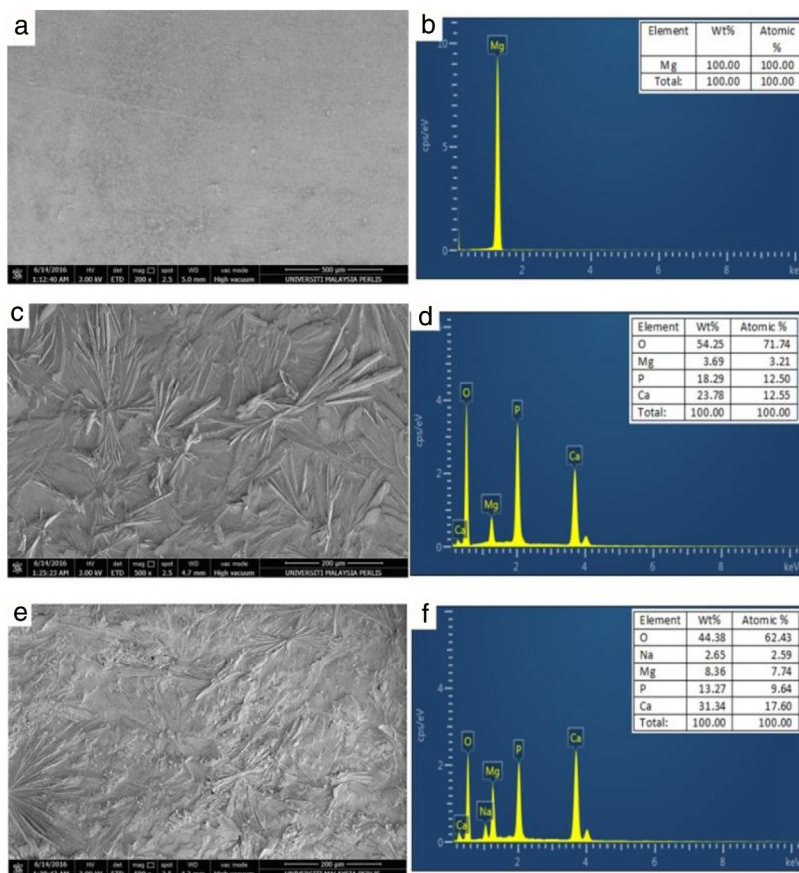 a
6/14/2016 HV det mag spot WD vac mode 500 µm
1:12:40 AM 3.00 kV ETD 200 x 2.5 5.0 mm High vacuum UNIVERSITI MALAYSIA PERLIS
b
Element Wt% Atomic %
Mg 100.00 100.00
Total: 100.00 100.00
Mg
10
5
0
cps/eV
2 4 6 8 keV
c
6/14/2016 HV det mag spot WD vac mode 200 µm
1:25:23 AM 3.00 kV ETD 500 x 2.5 4.7 mm High vacuum UNIVERSITI MALAYSIA PERLIS
d
Element Wt% Atomic %
O 54.25 71.74
Mg 3.69 3.21
P 18.29 12.50
Ca 23.78 12.55
Total: 100.00 100.00
O
P
Ca
Mg
Ca
4
2
0
cps/eV
2 4 6 8 keV
e
6/14/2016 HV det mag spot WD vac mode 200 µm
f
Element Wt% Atomic %
O 44.38 62.43
Na 2.65 2.59
Mg 8.36 7.74
P 13.27 9.64
Ca 31.34 17.60
Total: 100.00 100.00
O
Mg
P
Ca
Na
Ca
4
2
0
cps/eV
2 4 6 8 keV